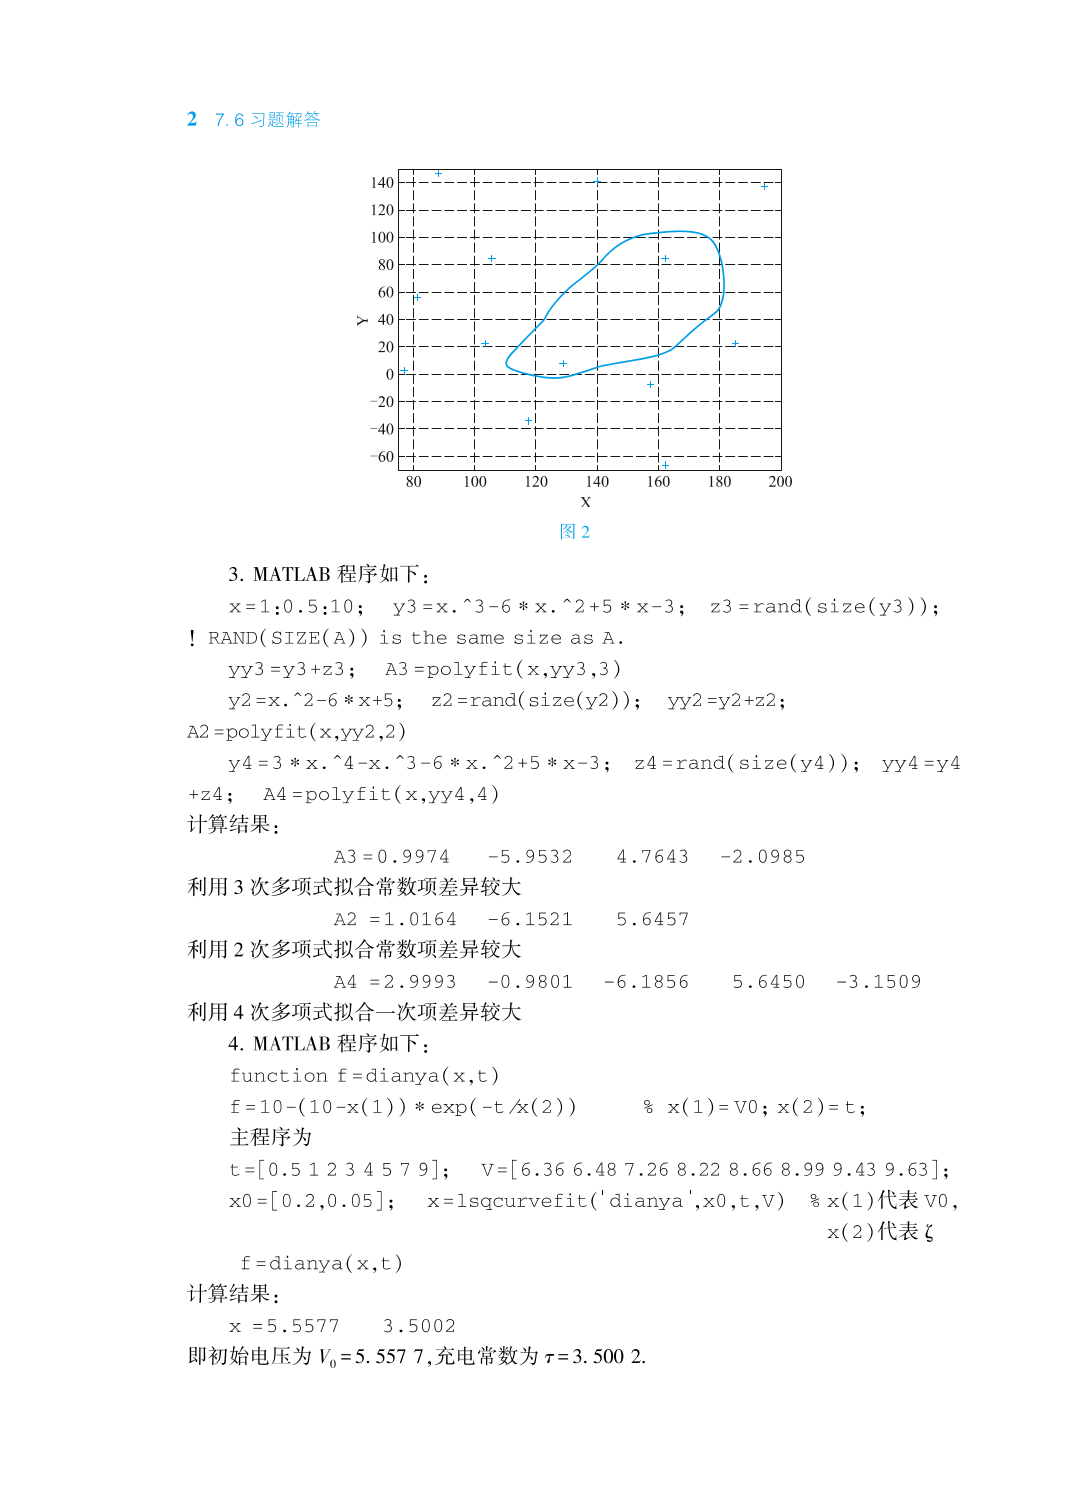 2 7.6 习题解答
140
120
100
80
60
40
20
0
-20
-40
-60
Y
80 100 120 140 160 180 200
X
图 2
3. MATLAB 程序如下：
x=1:0.5:10; y3=x.^3-6*x.^2+5*x-3; z3=rand(size(y3));
! RAND(SIZE(A)) is the same size as A.
yy3=y3+z3; A3=polyfit(x,yy3,3)
y2=x.^2-6*x+5; z2=rand(size(y2)); yy2=y2+z2;
A2=polyfit(x,yy2,2)
y4=3*x.^4-x.^3-6*x.^2+5*x-3; z4=rand(size(y4)); yy4=y4
+z4; A4=polyfit(x,yy4,4)
计算结果：
A3=0.9974 -5.9532 4.7643 -2.0985
利用 3 次多项式拟合常数项差异较大
A2 =1.0164 -6.1521 5.6457
利用 2 次多项式拟合常数项差异较大
A4 =2.9993 -0.9801 -6.1856 5.6450 -3.1509
利用 4 次多项式拟合一次项差异较大
4. MATLAB 程序如下：
function f=dianya(x,t)
f=10-(10-x(1))*exp(-t/x(2)) % x(1)=V0; x(2)=t;
主程序为
t=[0.5 1 2 3 4 5 7 9]; V=[6.36 6.48 7.26 8.22 8.66 8.99 9.43 9.63];
x0=[0.2,0.05]; x=lsqcurvefit('dianya',x0,t,V) % x(1)代表 V0,
x(2)代表 ζ
f=dianya(x,t)
计算结果：
x =5.5577 3.5002
即初始电压为 V₀=5.557 7,充电常数为 τ=3.500 2.